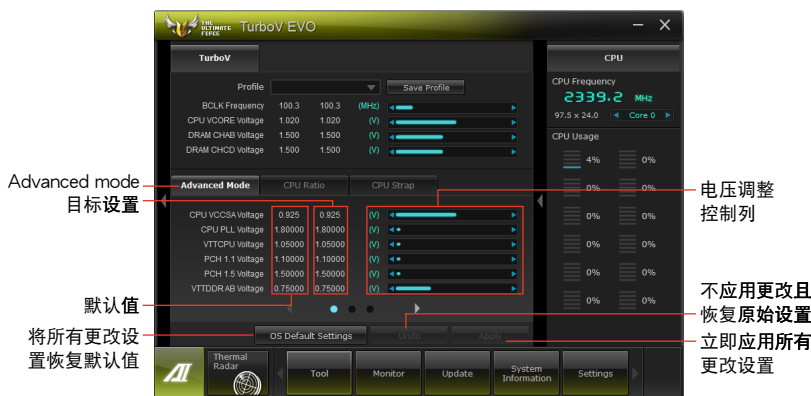 THE ULTIMATE FORCE TurboV EVO
TurboV
Profile Save Profile
BCLK Frequency 100.3 100.3 (MHz)
CPU VCORE Voltage 1.020 1.020 (V)
DRAM CHAB Voltage 1.500 1.500 (V)
DRAM CHCD Voltage 1.500 1.500 (V)
Advanced Mode CPU Ratio CPU Strap
CPU VCCSA Voltage 0.925 0.925 (V)
CPU PLL Voltage 1.80000 1.80000 (V)
VTTCPU Voltage 1.05000 1.05000 (V)
PCH 1.1 Voltage 1.10000 1.10000 (V)
PCH 1.5 Voltage 1.50000 1.50000 (V)
VTTDDR AB Voltage 0.75000 0.75000 (V)
OS Default Settings Undo Apply
CPU
CPU Frequency
2339.2 MHz
97.5 x 24.0 Core 0
CPU Usage
4% 0%
0% 0%
0% 0%
0% 0%
0% 0%
0% 0%
Thermal Radar
Tool
Monitor
Update
System Information
Settings
Advanced mode
目标设置
默认值
将所有更改设
置恢复默认值
电压调整
控制列
不应用更改且
恢复原始设置
立即应用所有
更改设置